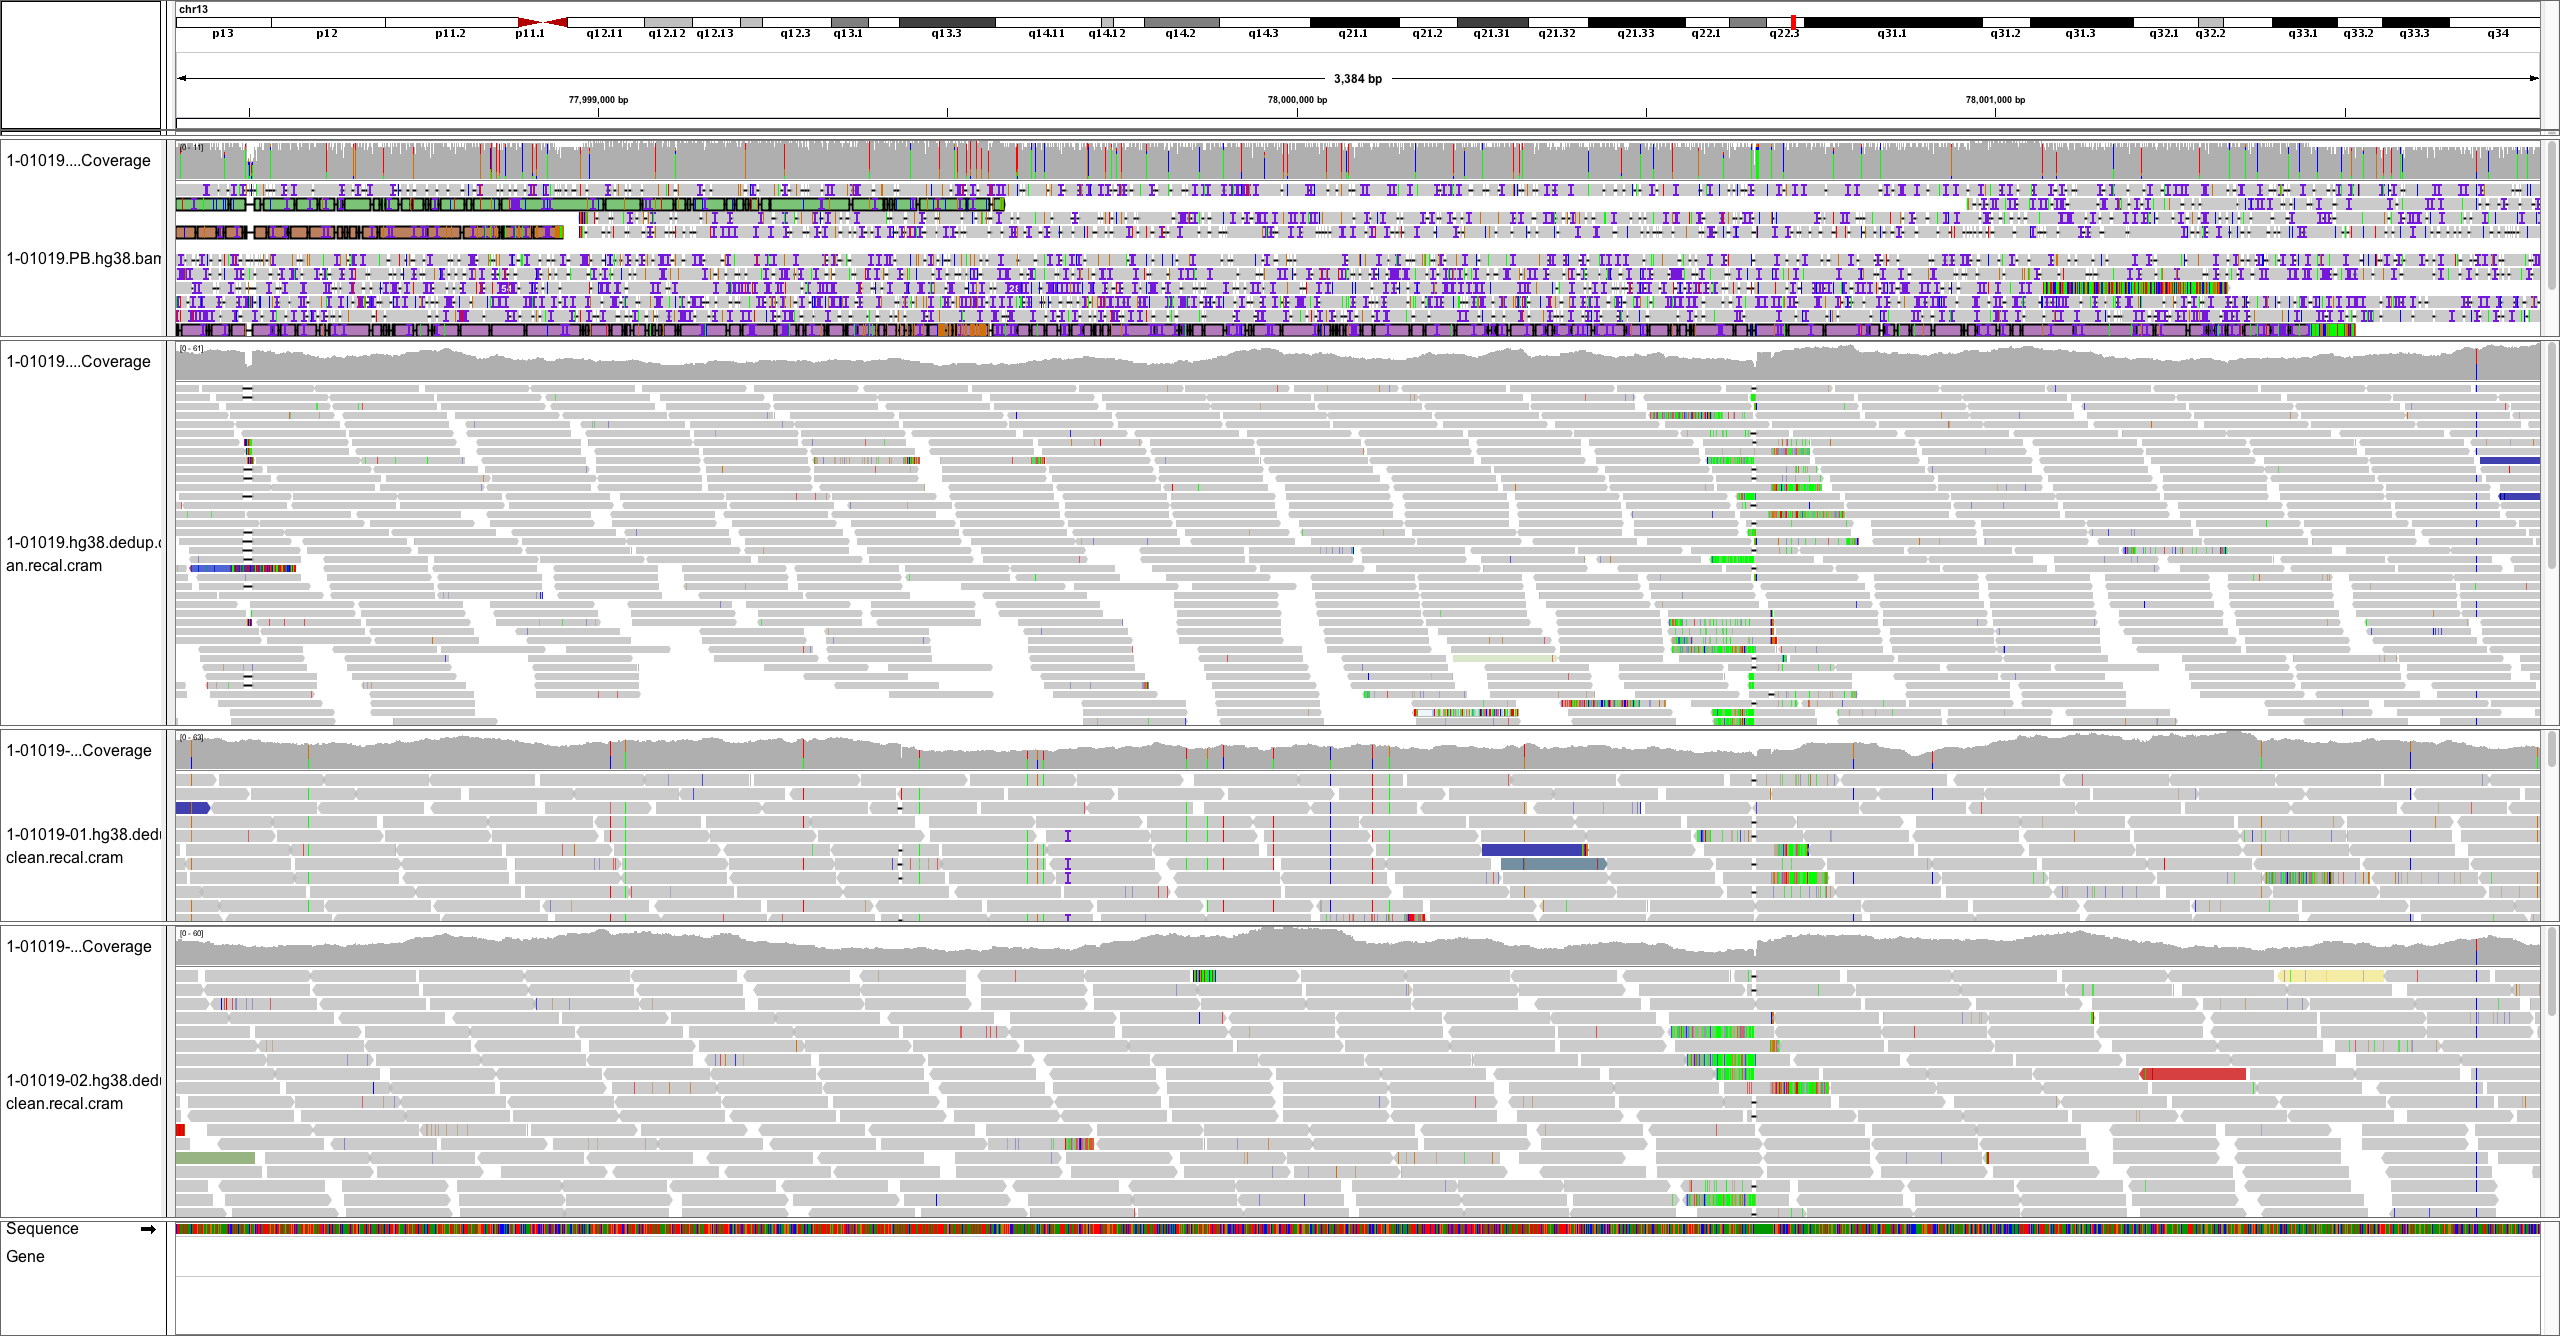 chr13
p13 p12 p11.2 p11.1 q12.11 q12.12 q12.13 q12.3 q13.1 q13.3 q14.11 q14.12 q14.2 q14.3 q21.1 q21.2 q21.31 q21.32 q21.33 q22.1 q22.3 q31.1 q31.2 q31.3 q32.1 q32.2 q33.1 q33.2 q33.3 q34
3,384 bp
77,999,000 bp 78,000,000 bp 78,001,000 bp
1-01019....Coverage
[0 - 11]
1-01019.PB.hg38.bam
1-01019....Coverage
[0 - 61]
1-01019.hg38.dedup.c
an.recal.cram
1-01019-...Coverage
[0 - 63]
1-01019-01.hg38.dedu
clean.recal.cram
1-01019-...Coverage
[0 - 60]
1-01019-02.hg38.dedu
clean.recal.cram
Sequence
Gene